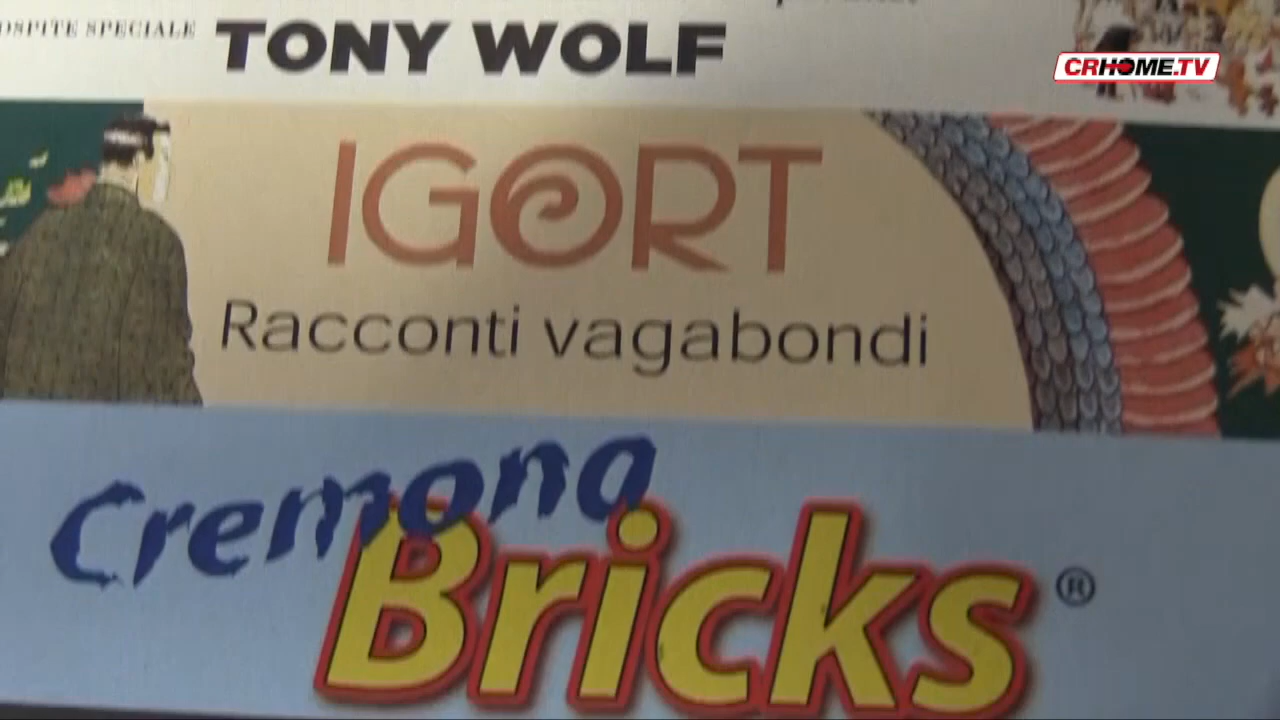 OSPITE SPECIALE TONY WOLF
CRHOME.TV
IGORT
Racconti vagabondi
Cremona
Bricks ®